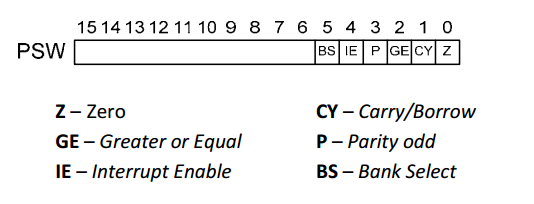 15 14 13 12 11 10 9 8 7 6 5 4 3 2 1 0
PSW BS IE P GE CY Z
Z – Zero CY – Carry/Borrow
GE – Greater or Equal P – Parity odd
IE – Interrupt Enable BS – Bank Select